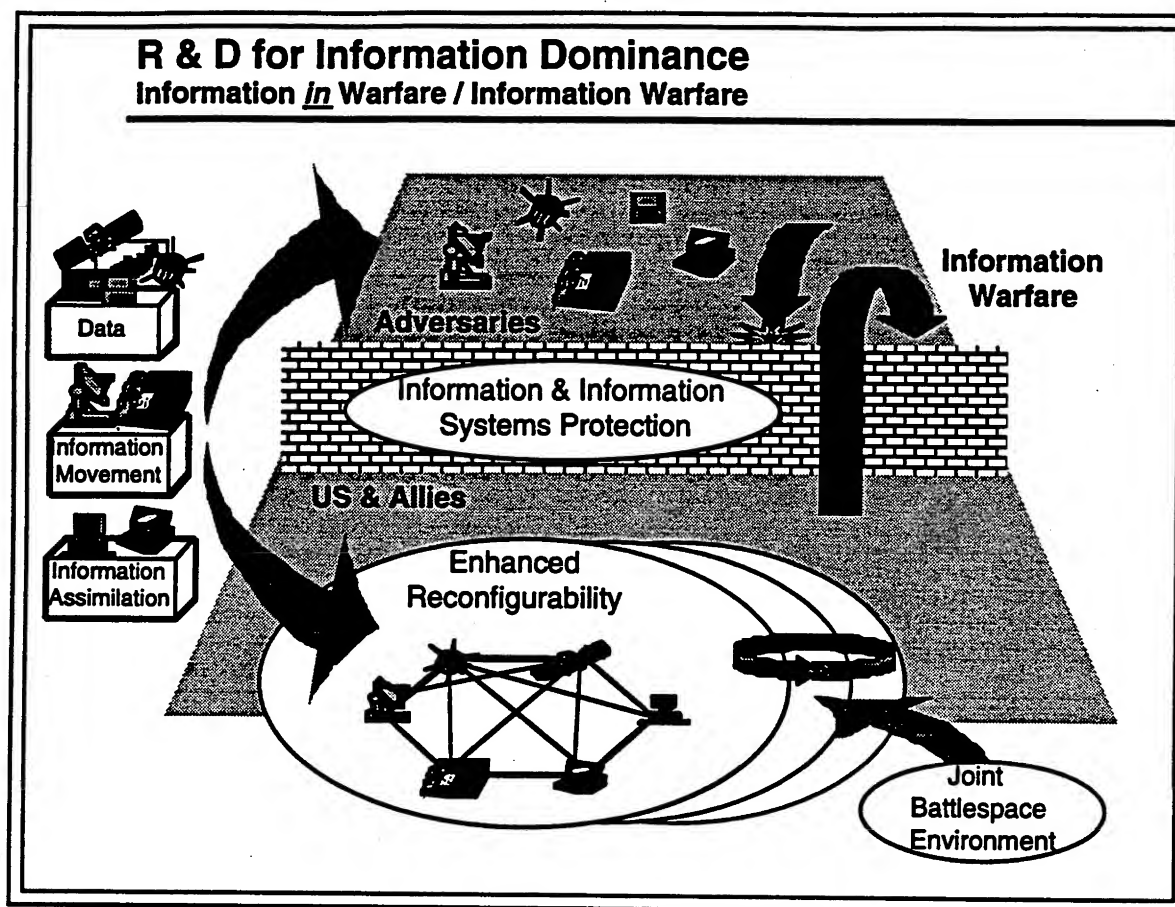 R & D for Information Dominance
Information in Warfare / Information Warfare
Data
Information
Movement
Information
Assimilation
Adversaries
Information
Warfare
Information & Information
Systems Protection
US & Allies
Enhanced
Reconfigurability
Joint
Battlespace
Environment